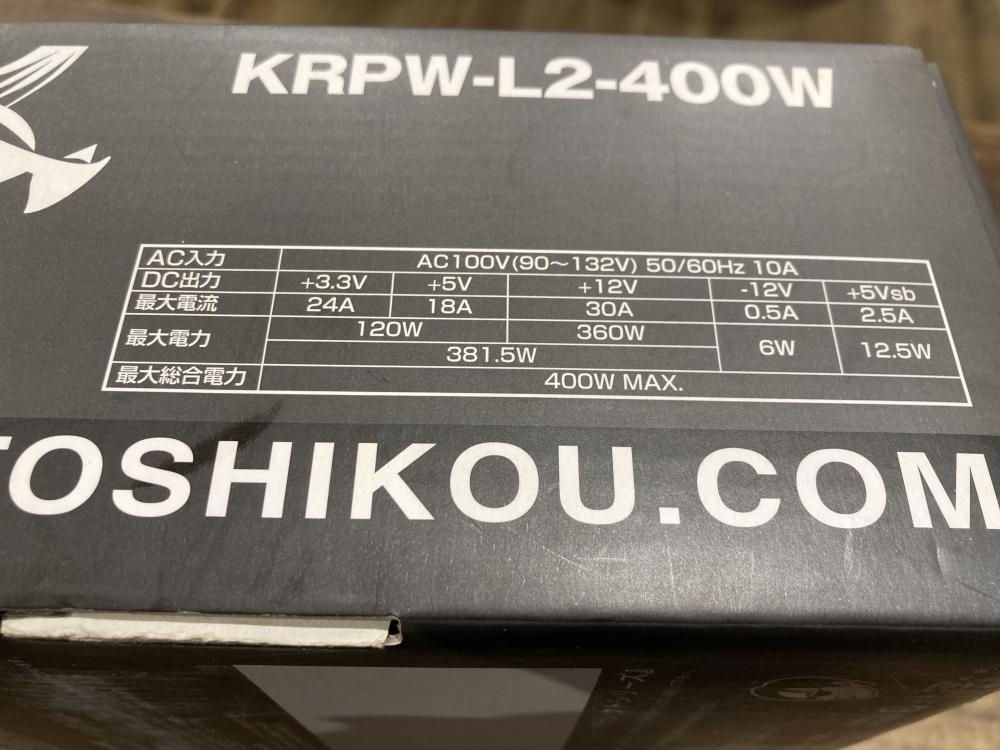 KRPW-L2-400W
AC入力 AC100V(90～132V) 50/60Hz 10A
DC出力 +3.3V +5V +12V -12V +5Vsb
最大電流 24A 18A 30A 0.5A 2.5A
最大電力 120W 360W 6W 12.5W
381.5W
最大総合電力 400W MAX.
TOSHIKOU.COM